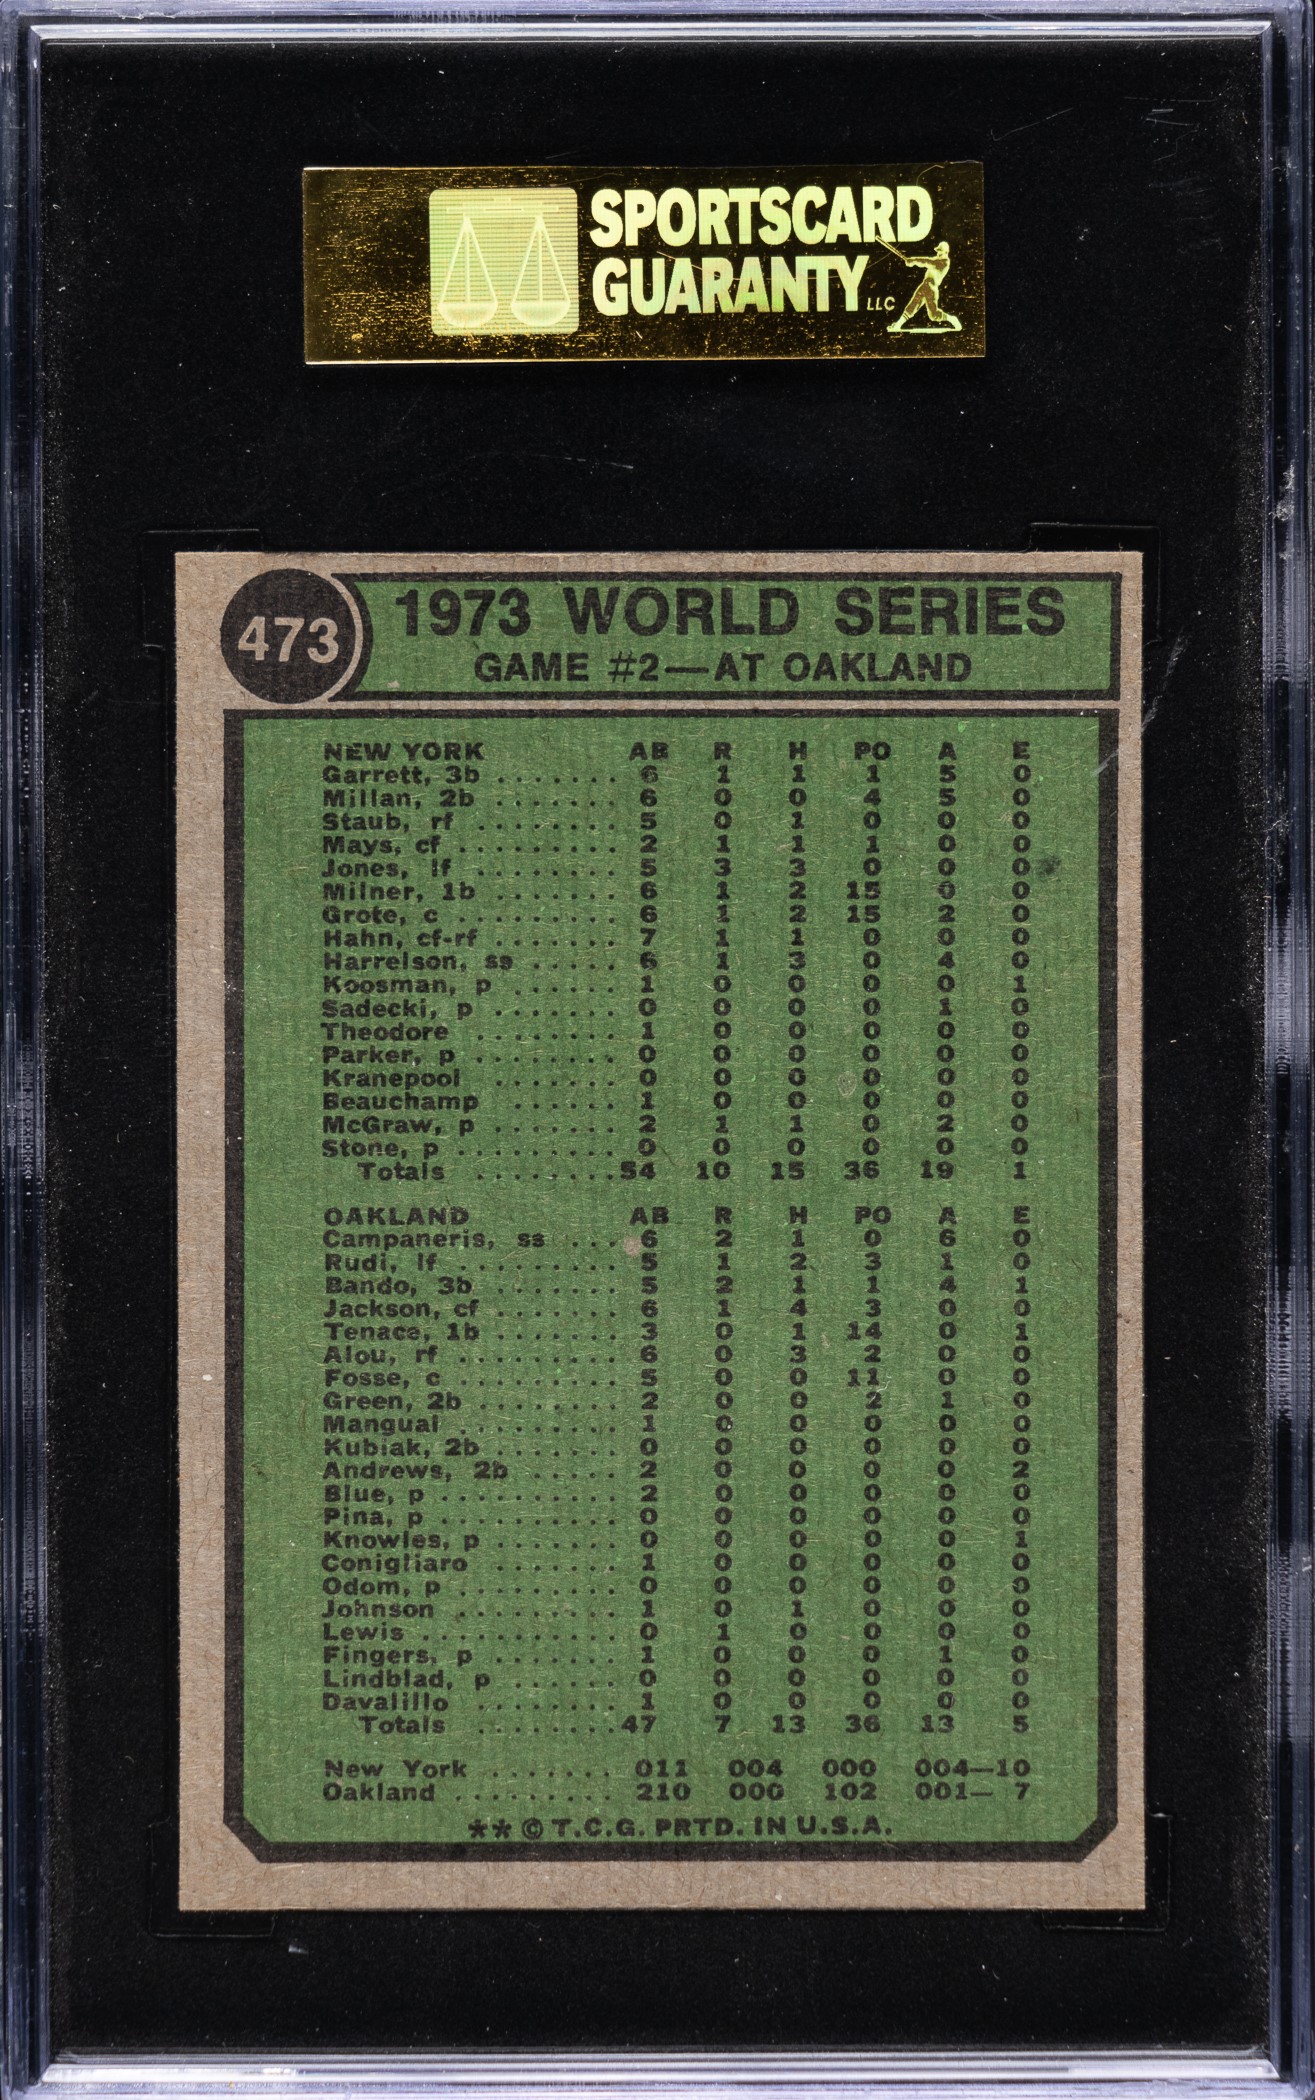 SPORTSCARD
GUARANTY LLC
473
1973 WORLD SERIES
GAME #2—AT OAKLAND
NEW YORK AB R H PO A E
Garrett, 3b ....... 6 1 1 1 5 0
Millan, 2b ....... 6 0 0 4 5 0
Staub, rf ........ 5 0 1 0 0 0
Mays, cf ......... 2 1 1 1 0 0
Jones, lf ........ 5 3 3 0 0 0
Milner, 1b ....... 6 1 2 15 0 0
Grote, c ......... 6 1 2 15 2 0
Hahn, cf-rf ....... 7 1 1 0 0 0
Harrelson, ss ..... 6 1 3 0 4 0
Koosman, p ...... 1 0 0 0 0 1
Sadecki, p ....... 0 0 0 0 1 0
Theodore ........ 1 0 0 0 0 0
Parker, p ........ 0 0 0 0 0 0
Kranepool ....... 0 0 0 0 0 0
Beauchamp ...... 1 0 0 0 0 0
McGraw, p ....... 2 1 1 0 2 0
Stone, p ......... 0 0 0 0 0 0
Totals ........ 54 10 15 36 19 1
OAKLAND AB R H PO A E
Campaneris, ss ... 6 2 1 0 6 0
Rudi, lf ......... 5 1 2 3 1 0
Bando, 3b ....... 5 2 1 1 4 1
Jackson, cf ....... 6 1 4 3 0 0
Tenace, 1b ....... 3 0 1 14 0 1
Alou, rf ......... 6 0 3 2 0 0
Fosse, c ......... 5 0 0 11 0 0
Green, 2b ........ 2 0 0 2 1 0
Mangual ......... 1 0 0 0 0 0
Kubiak, 2b ....... 0 0 0 0 0 0
Andrews, 2b ..... 2 0 0 0 0 2
Blue, p .......... 2 0 0 0 0 0
Pina, p .......... 0 0 0 0 0 0
Knowles, p ....... 0 0 0 0 0 1
Conigliaro ....... 1 0 0 0 0 0
Odom, p ......... 0 0 0 0 0 0
Johnson ......... 1 0 1 0 0 0
Lewis ........... 0 1 0 0 0 0
Fingers, p ....... 1 0 0 0 1 0
Lindblad, p ...... 0 0 0 0 0 0
Davalillo ........ 1 0 0 0 0 0
Totals ........ 47 7 13 36 13 5
New York ....... 011 004 000 004—10
Oakland ......... 210 000 102 001— 7
** © T.C.G. PRTD. IN U.S.A.